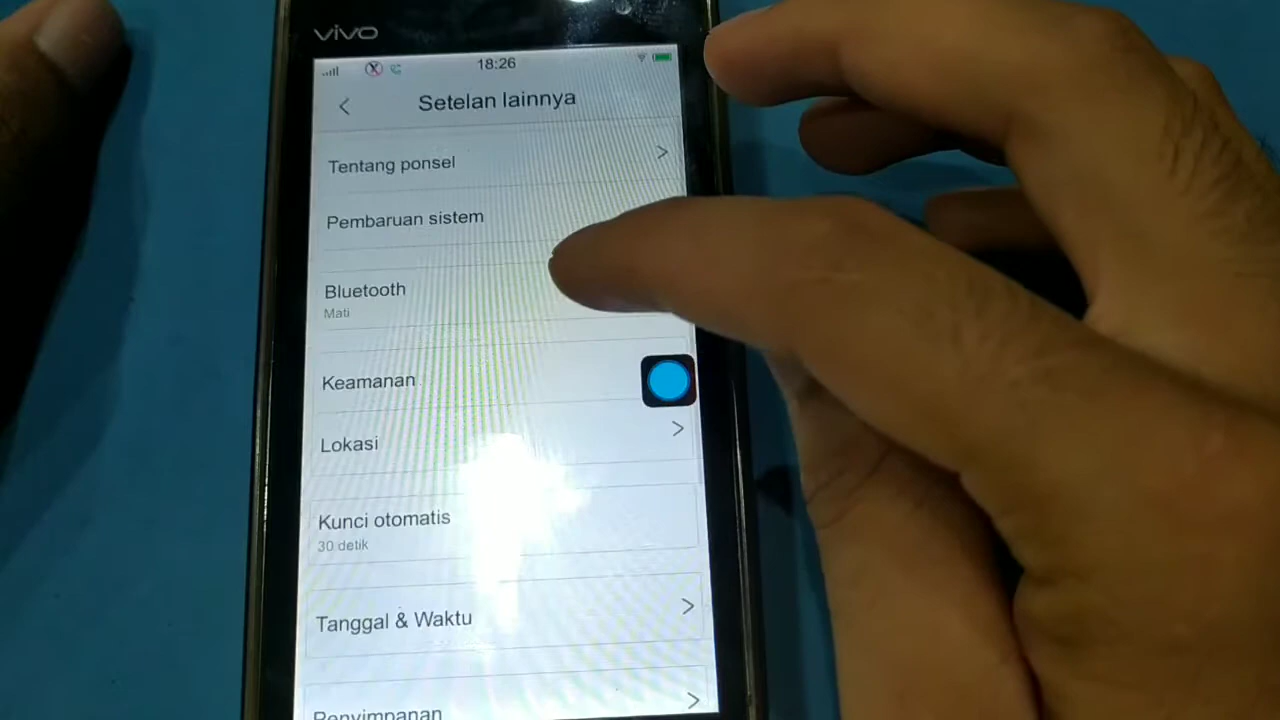 vivo
18:26
Setelan lainnya
Tentang ponsel
Pembaruan sistem
Bluetooth
Mati
Keamanan
Lokasi
Kunci otomatis
30 detik
Tanggal & Waktu
Penyimpanan